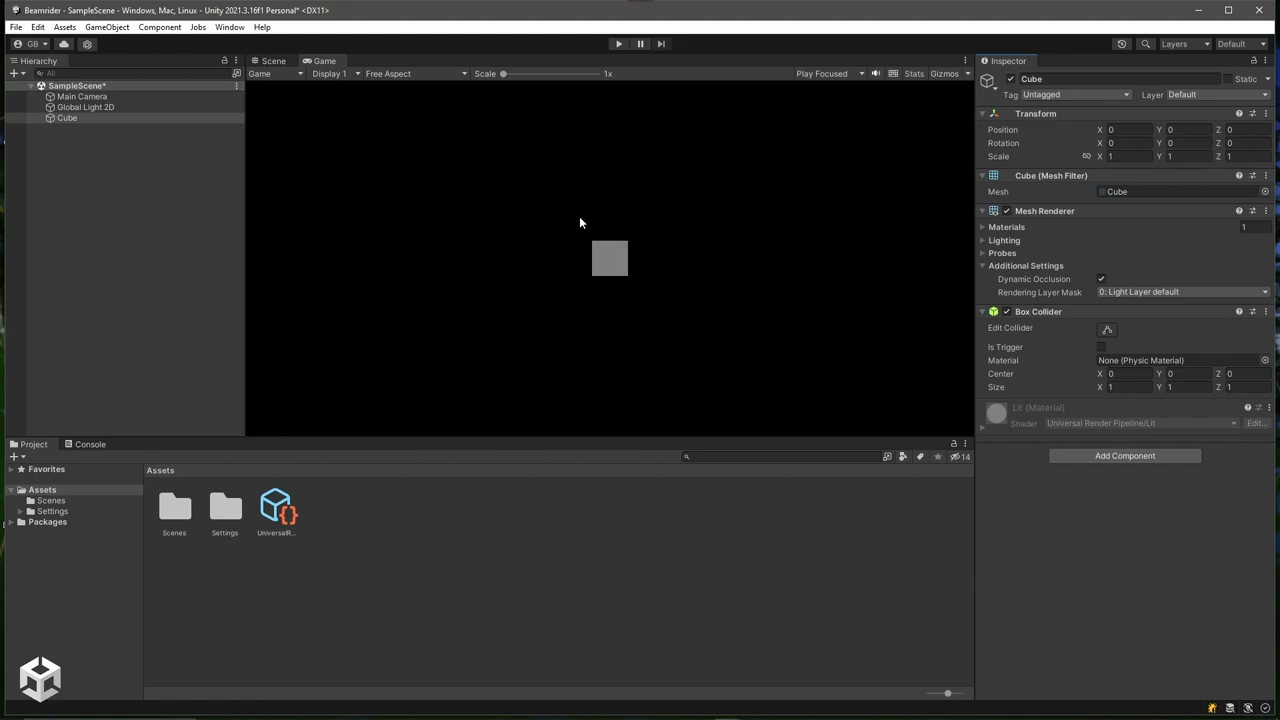 Beamrider - SampleScene - Windows, Mac, Linux - Unity 2021.3.16f1 Personal* <DX11>
File Edit Assets GameObject Component Jobs Window Help
GB Layers Default
Hierarchy
All
SampleScene*
Main Camera
Global Light 2D
Cube
Scene Game
Game Display 1 Free Aspect Scale 1x Play Focused Stats Gizmos
Inspector
Cube Static
Tag Untagged Layer Default
Transform
Position X 0 Y 0 Z 0
Rotation X 0 Y 0 Z 0
Scale X 1 Y 1 Z 1
Cube (Mesh Filter)
Mesh Cube
Mesh Renderer
Materials 1
Lighting
Probes
Additional Settings
Dynamic Occlusion
Rendering Layer Mask 0: Light Layer default
Box Collider
Edit Collider
Is Trigger
Material None (Physic Material)
Center X 0 Y 0 Z 0
Size X 1 Y 1 Z 1
Lit (Material)
Shader Universal Render Pipeline/Lit Edit...
Add Component
Project Console
14
Favorites
Assets
Scenes
Settings
Packages
Assets
Scenes Settings UniversalR...